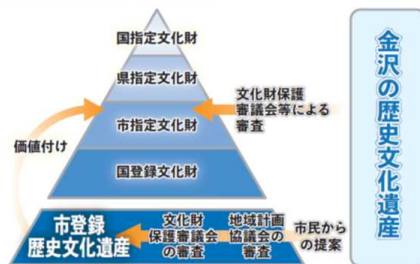 国指定文化財
県指定文化財
市指定文化財
国登録文化財
価値付け
文化財保護
審議会等による
審査
市登録
歴史文化遺産
文化財
保護審議会
の審査
地域計画
協議会の
審査
市民から
の提案
金沢の歴史文化遺産